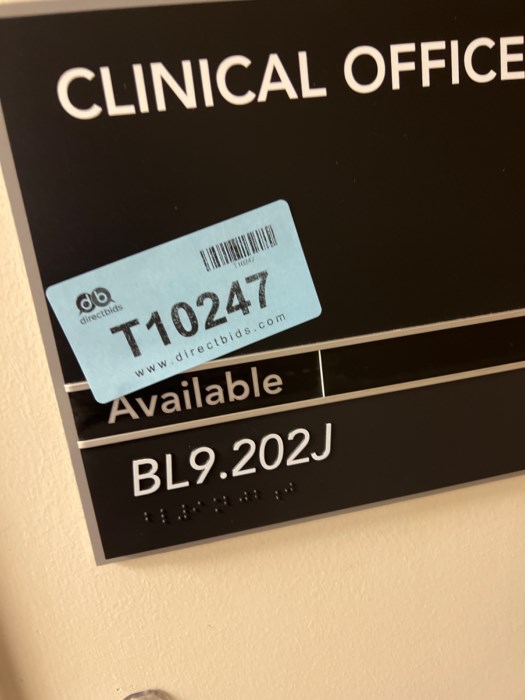 CLINICAL OFFICE
db
directbids
T10247
T10247
www.directbids.com
Available
BL9.202J